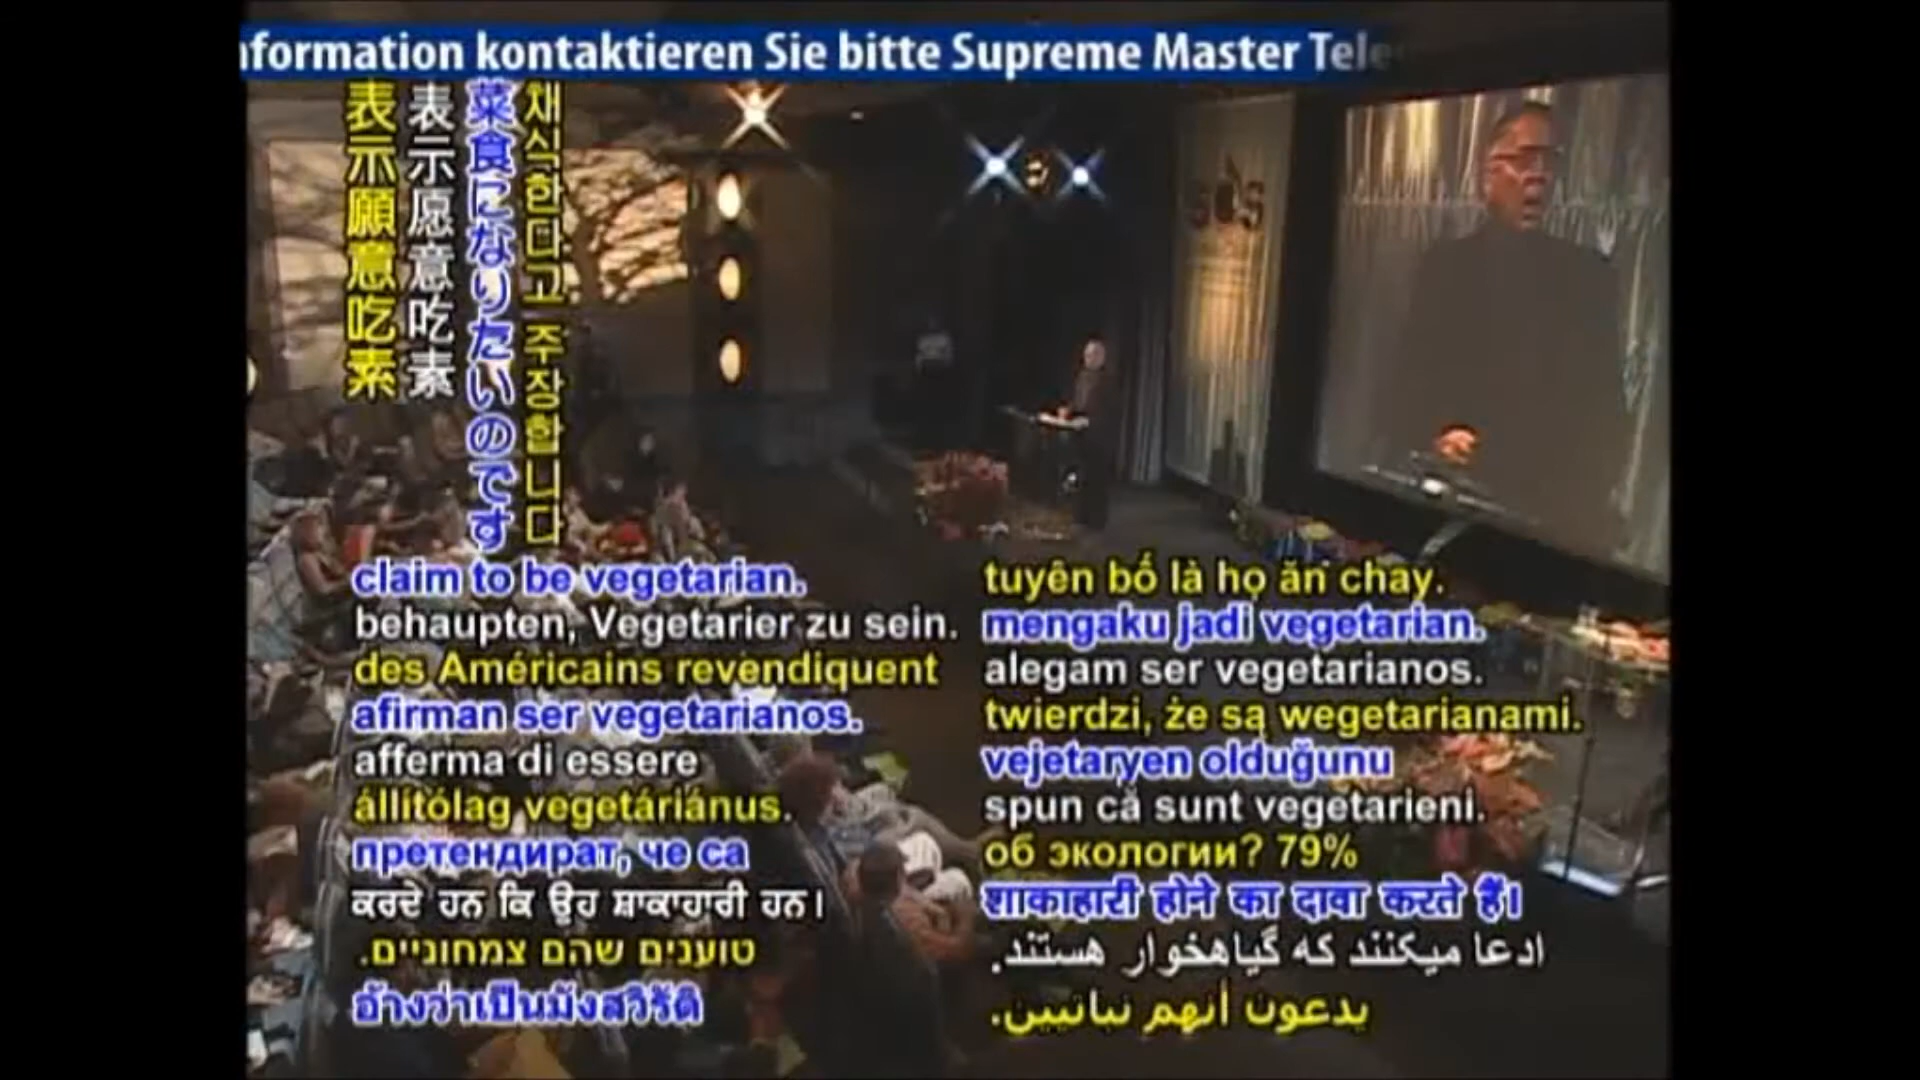 nformation kontaktieren Sie bitte Supreme Master Tele
表示願意吃素
表示愿意吃素
菜食になりたいのです
채식한다고 주장합니다
sos
claim to be vegetarian.
behaupten, Vegetarier zu sein.
des Américains revendiquent
afirman ser vegetarianos.
afferma di essere
állítólag vegetáriánus.
претендират, че са
ਕਰਦੇ ਹਨ ਕਿ ਉਹ ਸ਼ਾਕਾਹਾਰੀ ਹਨ।
טוענים שהם צמחוניים.
อ้างว่าเป็นมังสวิรัติ
tuyên bố là họ ăn chay.
mengaku jadi vegetarian.
alegam ser vegetarianos.
twierdzi, że są wegetarianami.
vejetaryen olduğunu
spun că sunt vegetarieni.
об экологии? 79%
शाकाहारी होने का दावा करते हैं।
ادعا میکنند که گیاهخوار هستند.
يدعون أنهم نباتيين.